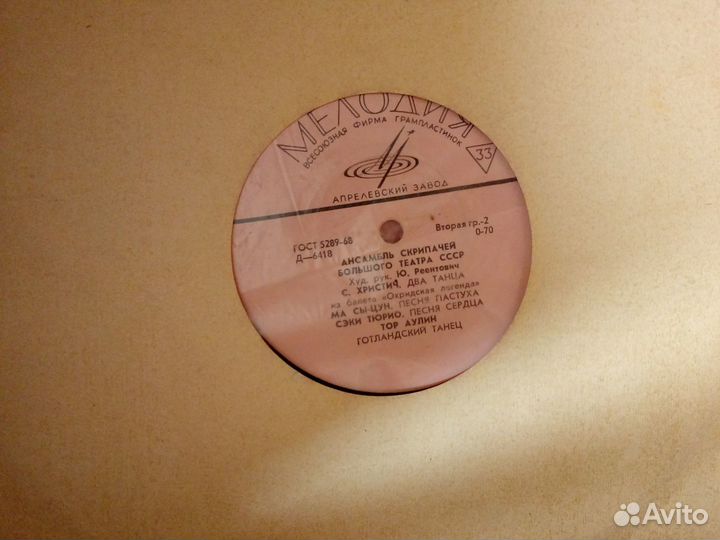 МЕЛОДИЯ
ВСЕСОЮЗНАЯ ФИРМА ГРАМПЛАСТИНОК
33
АПРЕЛЕВСКИЙ ЗАВОД
ГОСТ 5289-68
Д—6418
Вторая гр.-2
0-70
АНСАМБЛЬ СКРИПАЧЕЙ
БОЛЬШОГО ТЕАТРА СССР
Худ. рук. Ю. Реентович
С. ХРИСТИЧ, ДВА ТАНЦА
из балета «Охридская легенда»
МА СЫ-ЦУН, ПЕСНЯ ПАСТУХА
СЭКИ ТЮРИО, ПЕСНЯ СЕРДЦА
ТОР АУЛИН
ГОТЛАНДСКИЙ ТАНЕЦ
Avito